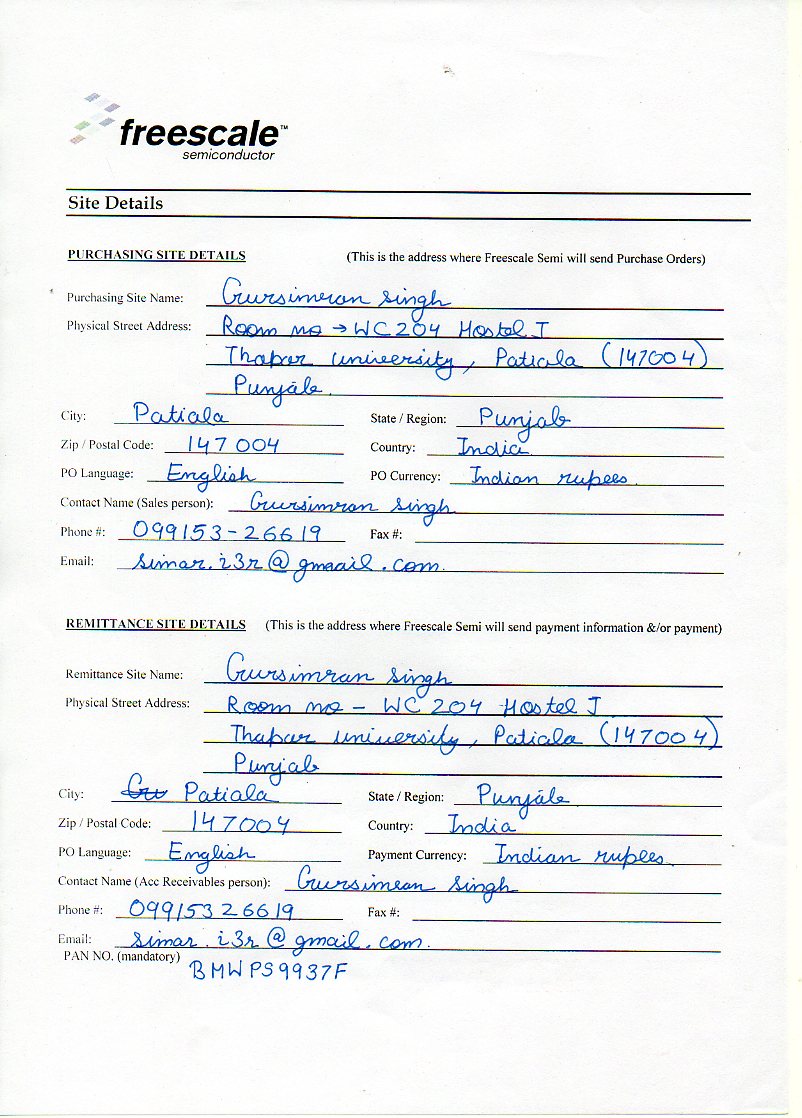 freescale™
semiconductor
Site Details
PURCHASING SITE DETAILS (This is the address where Freescale Semi will send Purchase Orders)
Purchasing Site Name: Gursimran Singh
Physical Street Address: Room no → WC 204 Hostel J
Thapar University, Patiala (147004)
Punjab.
City: Patiala State / Region: Punjab
Zip / Postal Code: 147 004 Country: India
PO Language: English PO Currency: Indian rupees
Contact Name (Sales person): Gursimran Singh
Phone #: 099153-26619 Fax #:
Email: simar.i3r@gmaail.com.
REMITTANCE SITE DETAILS (This is the address where Freescale Semi will send payment information &/or payment)
Remittance Site Name: Gursimran Singh
Physical Street Address: Room no - WC 204 Hostel J
Thapar University, Patiala (147004)
Punjab
City: Patiala State / Region: Punjab
Zip / Postal Code: 147004 Country: India
PO Language: English Payment Currency: Indian rupees.
Contact Name (Acc Receivables person): Gursimran Singh
Phone #: 09915326619 Fax #:
Email: simar.i3r@gmail.com.
PAN NO. (mandatory) BMWPS9937F